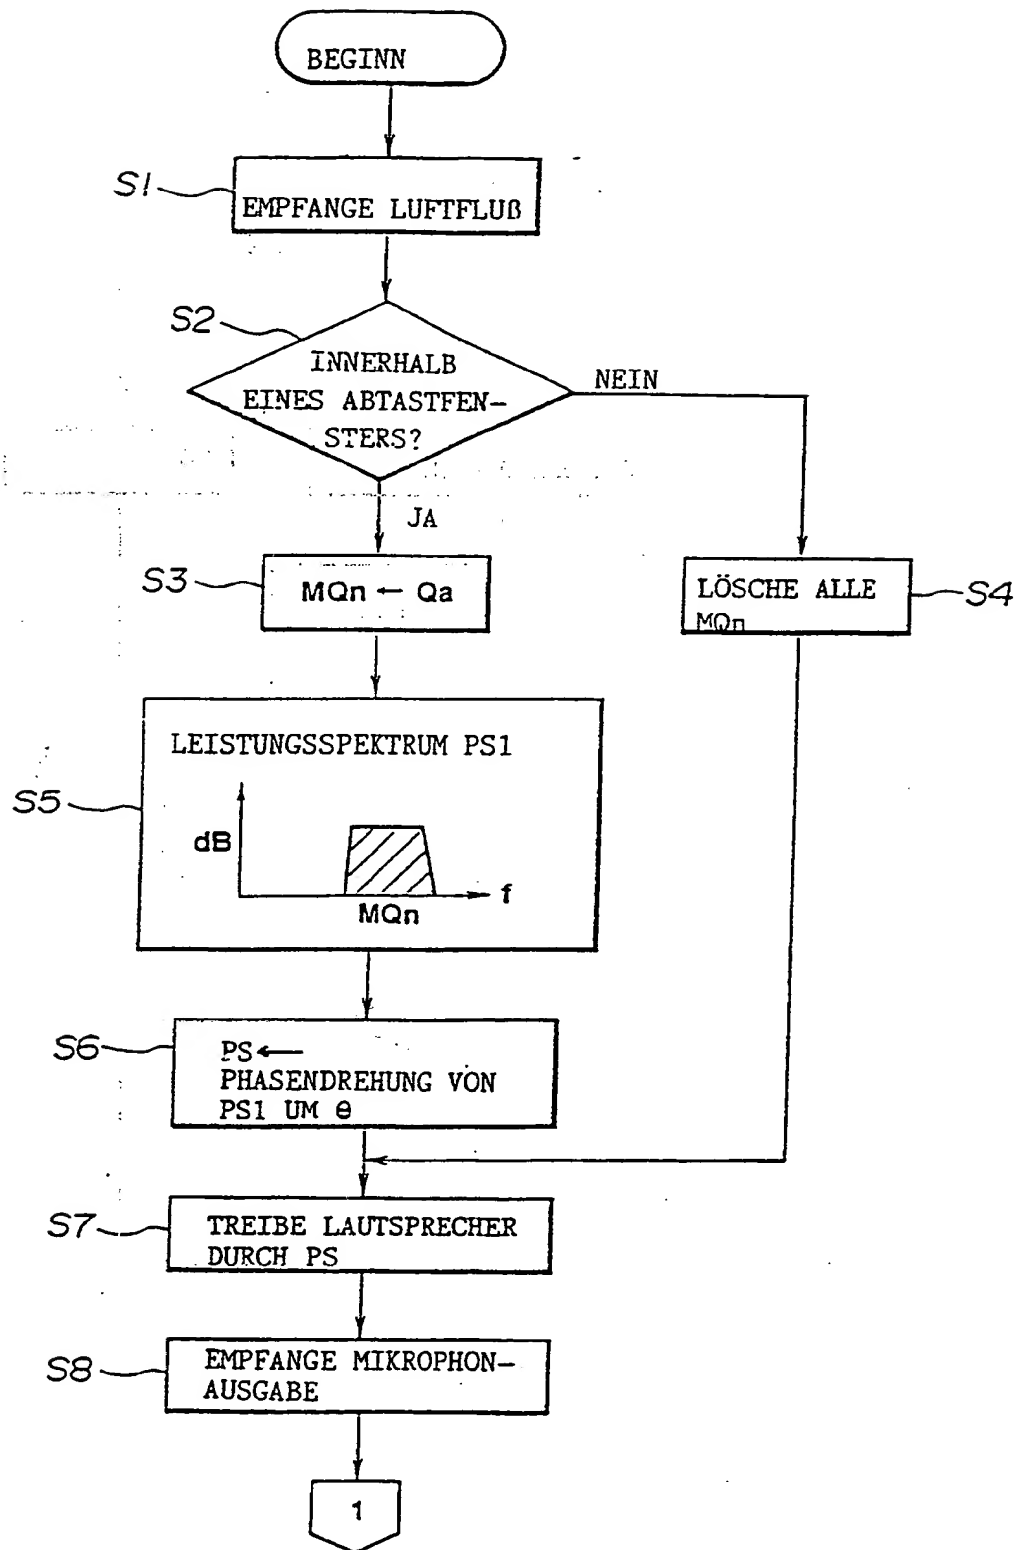 BEGINN
S1
EMPFANGE LUFTFLUß
S2
INNERHALB
EINES ABTASTFEN-
STERS?
NEIN
JA
S3
MQn ← Qa
LÖSCHE ALLE
MQn
S4
LEISTUNGSSPEKTRUM PS1
S5
dB
f
MQn
S6
PS←
PHASENDREHUNG VON
PS1 UM θ
S7
TREIBE LAUTSPRECHER
DURCH PS
S8
EMPFANGE MIKROPHON-
AUSGABE
1